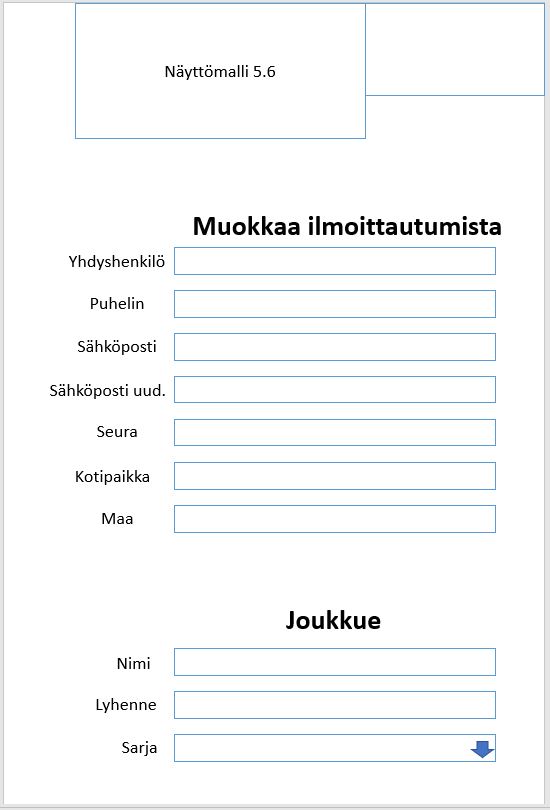 Näyttömalli 5.6
Muokkaa ilmoittautumista
Yhdyshenkilö
Puhelin
Sähköposti
Sähköposti uud.
Seura
Kotipaikka
Maa
Joukkue
Nimi
Lyhenne
Sarja